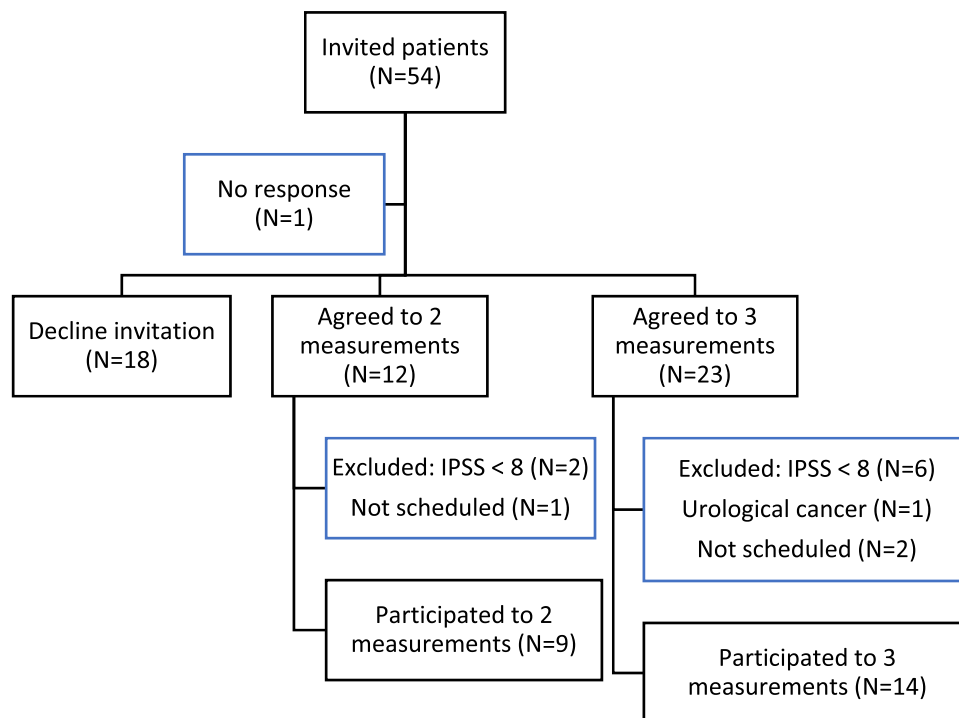 Invited patients
(N=54)
No response
(N=1)
Decline invitation
(N=18)
Agreed to 2
measurements
(N=12)
Agreed to 3
measurements
(N=23)
Excluded: IPSS < 8 (N=2)
Not scheduled (N=1)
Excluded: IPSS < 8 (N=6)
Urological cancer (N=1)
Not scheduled (N=2)
Participated to 2
measurements (N=9)
Participated to 3
measurements (N=14)